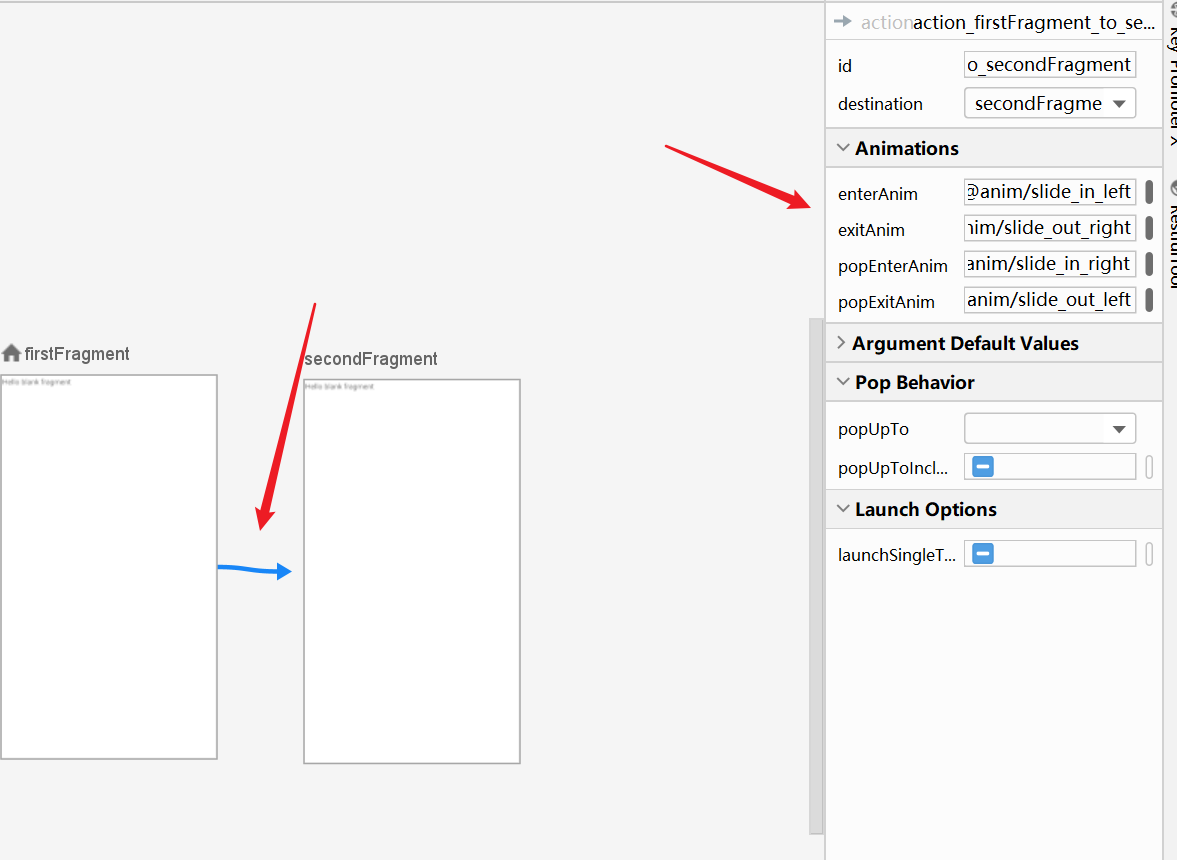 actionaction_firstFragment_to_se...
id
o_secondFragment
destination
secondFragme
Animations
enterAnim
@anim/slide_in_left
exitAnim
nim/slide_out_right
popEnterAnim
anim/slide_in_right
popExitAnim
anim/slide_out_left
Argument Default Values
Pop Behavior
popUpTo
popUpToIncl...
Launch Options
launchSingleT...
firstFragment
Hello blank fragment
secondFragment
Hello blank fragment
Key Promoter X
RestfulTool